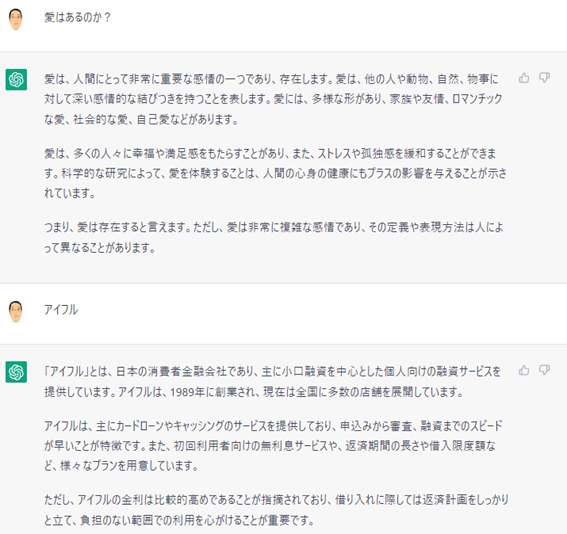 愛はあるのか？
愛は、人間にとって非常に重要な感情の一つであり、存在します。愛は、他の人や動物、自然、物事に
対して深い感情的な結びつきを持つことを表します。愛には、多様な形があり、家族や友情、ロマンチック
な愛、社会的な愛、自己愛などがあります。
愛は、多くの人々に幸福や満足感をもたらすことがあり、また、ストレスや孤独感を緩和することができま
す。科学的な研究によって、愛を体験することは、人間の心身の健康にもプラスの影響を与えることが示さ
れています。
つまり、愛は存在すると言えます。ただし、愛は非常に複雑な感情であり、その定義や表現方法は人によ
って異なることがあります。
アイフル
「アイフル」とは、日本の消費者金融会社であり、主に小口融資を中心とした個人向けの融資サービスを
提供しています。アイフルは、1989年に創業され、現在は全国に多数の店舗を展開しています。
アイフルは、主にカードローンやキャッシングのサービスを提供しており、申込みから審査、融資までのスピード
が早いことが特徴です。また、初回利用者向けの無利息サービスや、返済期間の長さや借入限度額な
ど、様々なプランを用意しています。
ただし、アイフルの金利は比較的高めであることが指摘されており、借り入れに際しては返済計画をしっかり
と立て、負担のない範囲での利用を心がけることが重要です。